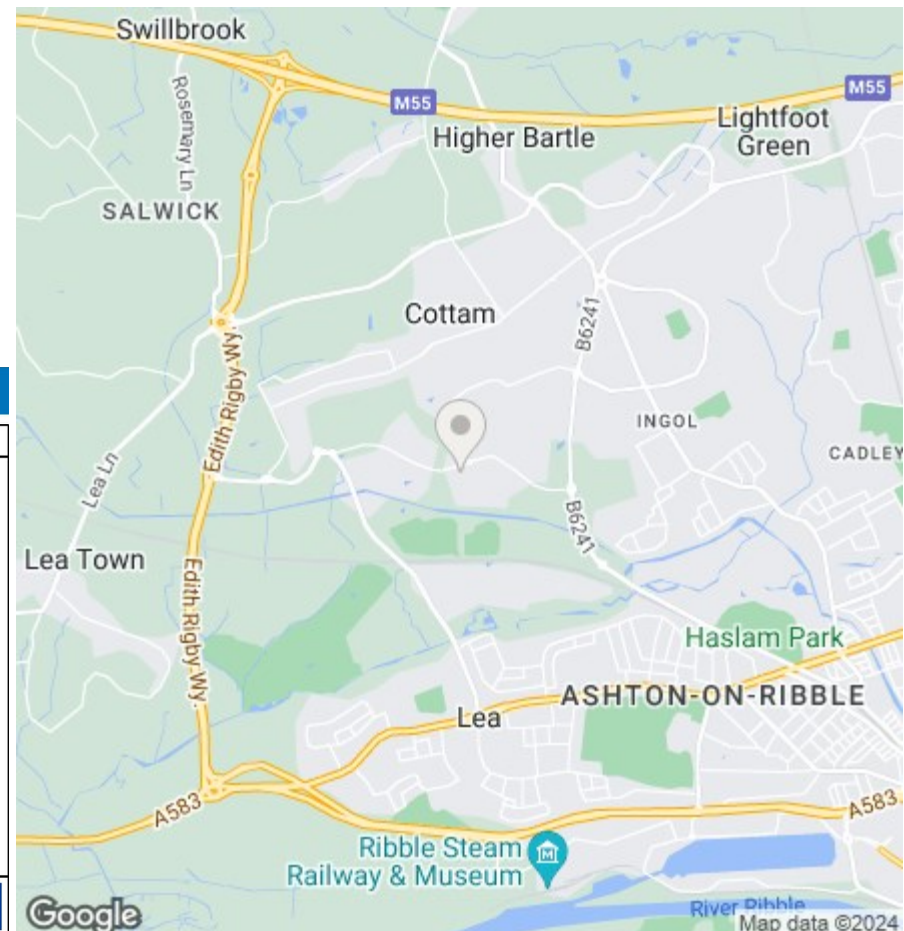 Swillbrook
M55
M55
Rosemary Ln
Higher Bartle
Lightfoot
Green
SALWICK
Cottam
B6241
Edith Rigby Wy.
INGOL
CADLEY
Lea Ln
B6241
Lea Town
Edith Rigby Wy.
Haslam Park
ASHTON-ON-RIBBLE
Lea
A583
A583
Ribble Steam
Railway & Museum
River Ribble
Google
Map data ©2024